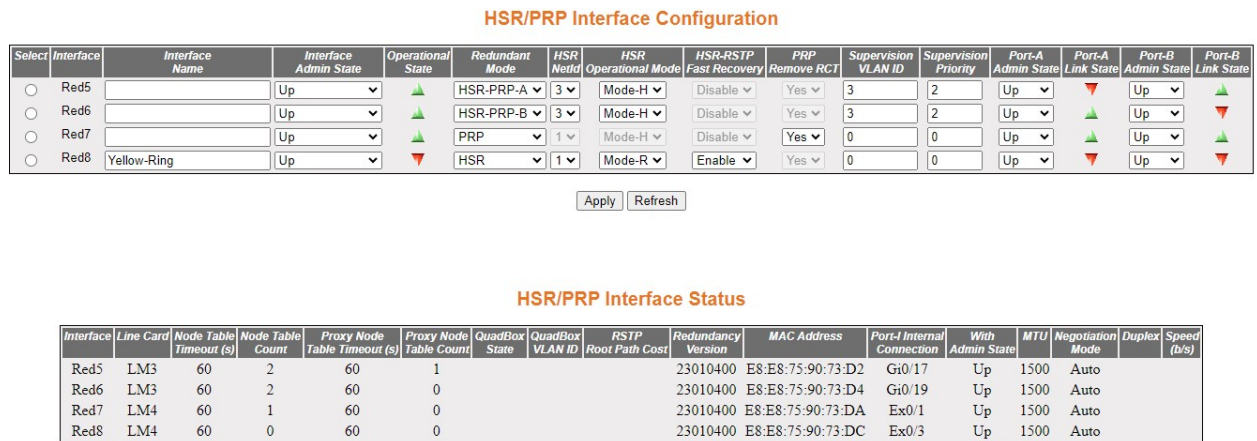 HSR/PRP Interface Configuration
Select Interface Interface Name Interface Admin State Operational State Redundant Mode HSR NetId HSR Operational Mode HSR-RSTP Fast Recovery PRP Remove RCT Supervision VLAN ID Supervision Priority Port-A Admin State Port-A Link State Port-B Admin State Port-B Link State
Red5 Up HSR-PRP-A 3 Mode-H Disable Yes 3 2 Up Up
Red6 Up HSR-PRP-B 3 Mode-H Disable Yes 3 2 Up Up
Red7 Up PRP 1 Mode-H Disable Yes 0 0 Up Up
Red8 Yellow-Ring Up HSR 1 Mode-R Enable Yes 0 0 Up Up
Apply Refresh
HSR/PRP Interface Status
Interface Line Card Node Table Timeout (s) Node Table Count Proxy Node Table Timeout (s) Proxy Node Table Count QuadBox State QuadBox VLAN ID RSTP Root Path Cost Redundancy Version MAC Address Port-I Internal Connection With Admin State MTU Negotiation Mode Duplex Speed (b/s)
Red5 LM3 60 2 60 1 23010400 E8:E8:75:90:73:D2 Gi0/17 Up 1500 Auto
Red6 LM3 60 2 60 0 23010400 E8:E8:75:90:73:D4 Gi0/19 Up 1500 Auto
Red7 LM4 60 1 60 0 23010400 E8:E8:75:90:73:DA Ex0/1 Up 1500 Auto
Red8 LM4 60 0 60 0 23010400 E8:E8:75:90:73:DC Ex0/3 Up 1500 Auto